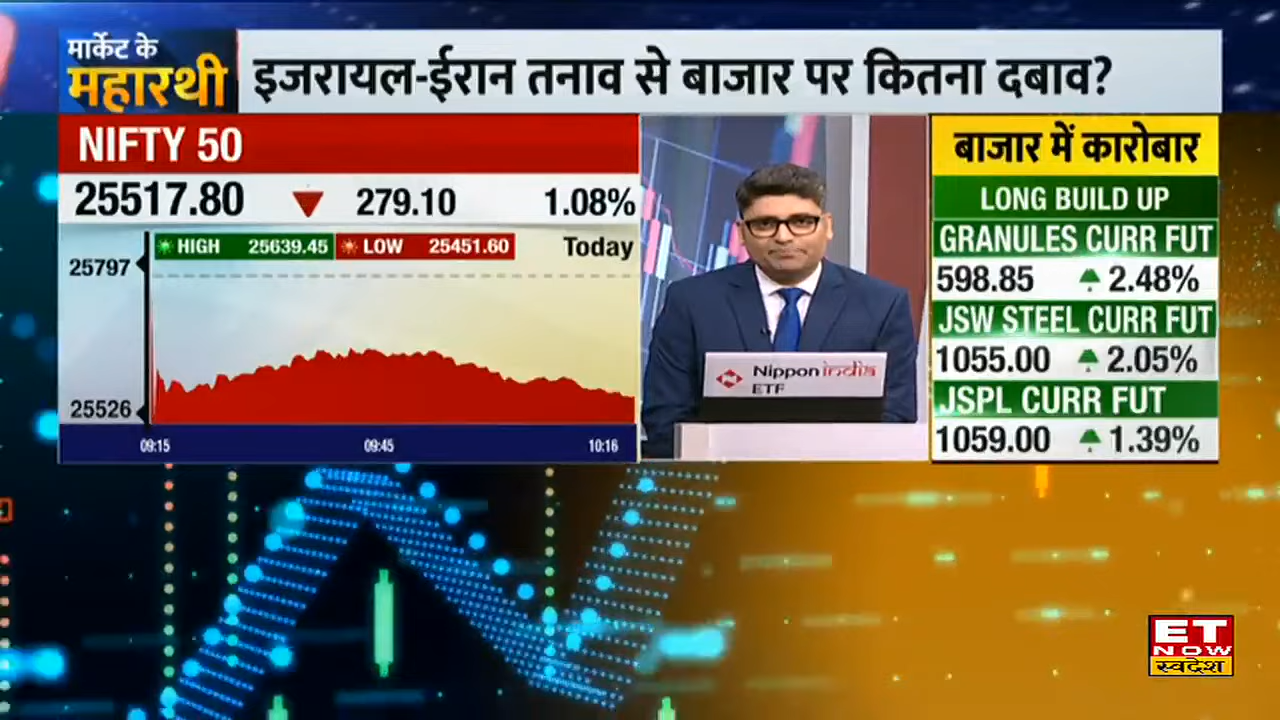 मार्केट के
महारथी
इजरायल-ईरान तनाव से बाजार पर कितना दबाव?
NIFTY 50
25517.80 ▼ 279.10 1.08%
HIGH 25639.45 LOW 25451.60 Today
25797
25526
09:15 09:45 10:16
Nippon india
ETF
बाजार में कारोबार
LONG BUILD UP
GRANULES CURR FUT
598.85 2.48%
JSW STEEL CURR FUT
1055.00 2.05%
JSPL CURR FUT
1059.00 1.39%
ET
NOW
स्वदेश